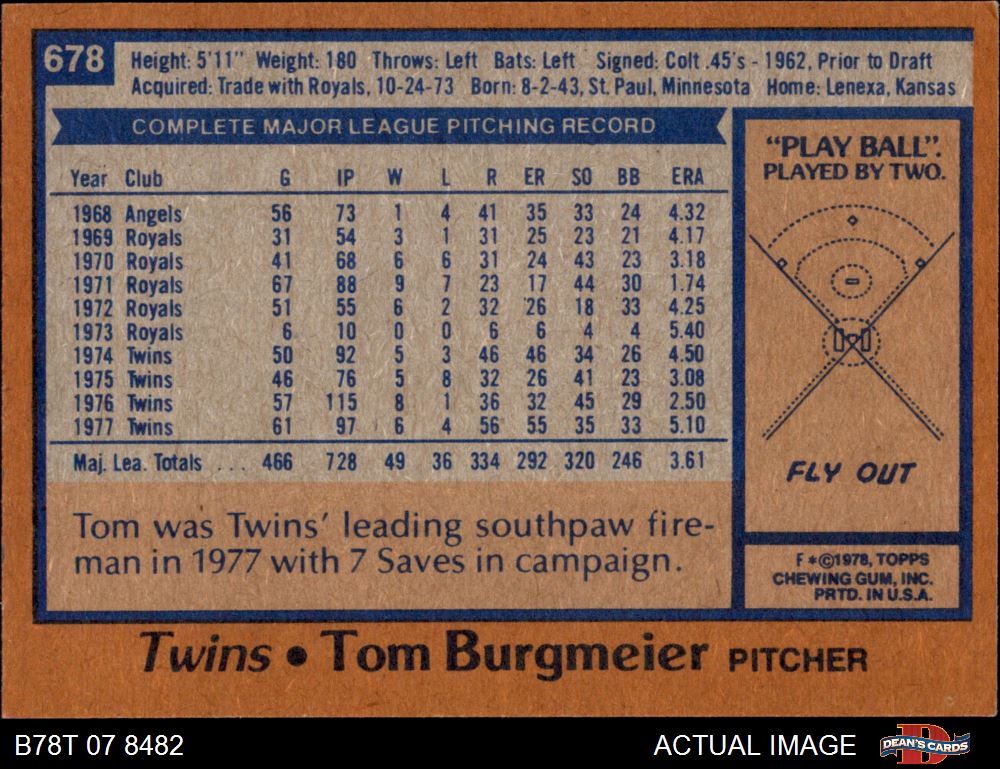 678
Height: 5'11" Weight: 180 Throws: Left Bats: Left Signed: Colt .45's - 1962, Prior to Draft
Acquired: Trade with Royals, 10-24-73 Born: 8-2-43, St. Paul, Minnesota Home: Lenexa, Kansas
COMPLETE MAJOR LEAGUE PITCHING RECORD
Year Club G IP W L R ER SO BB ERA
1968 Angels 56 73 1 4 41 35 33 24 4.32
1969 Royals 31 54 3 1 31 25 23 21 4.17
1970 Royals 41 68 6 6 31 24 43 23 3.18
1971 Royals 67 88 9 7 23 17 44 30 1.74
1972 Royals 51 55 6 2 32 26 18 33 4.25
1973 Royals 6 10 0 0 6 6 4 4 5.40
1974 Twins 50 92 5 3 46 46 34 26 4.50
1975 Twins 46 76 5 8 32 26 41 23 3.08
1976 Twins 57 115 8 1 36 32 45 29 2.50
1977 Twins 61 97 6 4 56 55 35 33 5.10
Maj. Lea. Totals ... 466 728 49 36 334 292 320 246 3.61
Tom was Twins' leading southpaw fire-
man in 1977 with 7 Saves in campaign.
"PLAY BALL".
PLAYED BY TWO.
FLY OUT
F *©1978, TOPPS
CHEWING GUM, INC.
PRTD. IN U.S.A.
Twins • Tom Burgmeier PITCHER
B78T 07 8482
ACTUAL IMAGE
D
DEAN'S CARDS